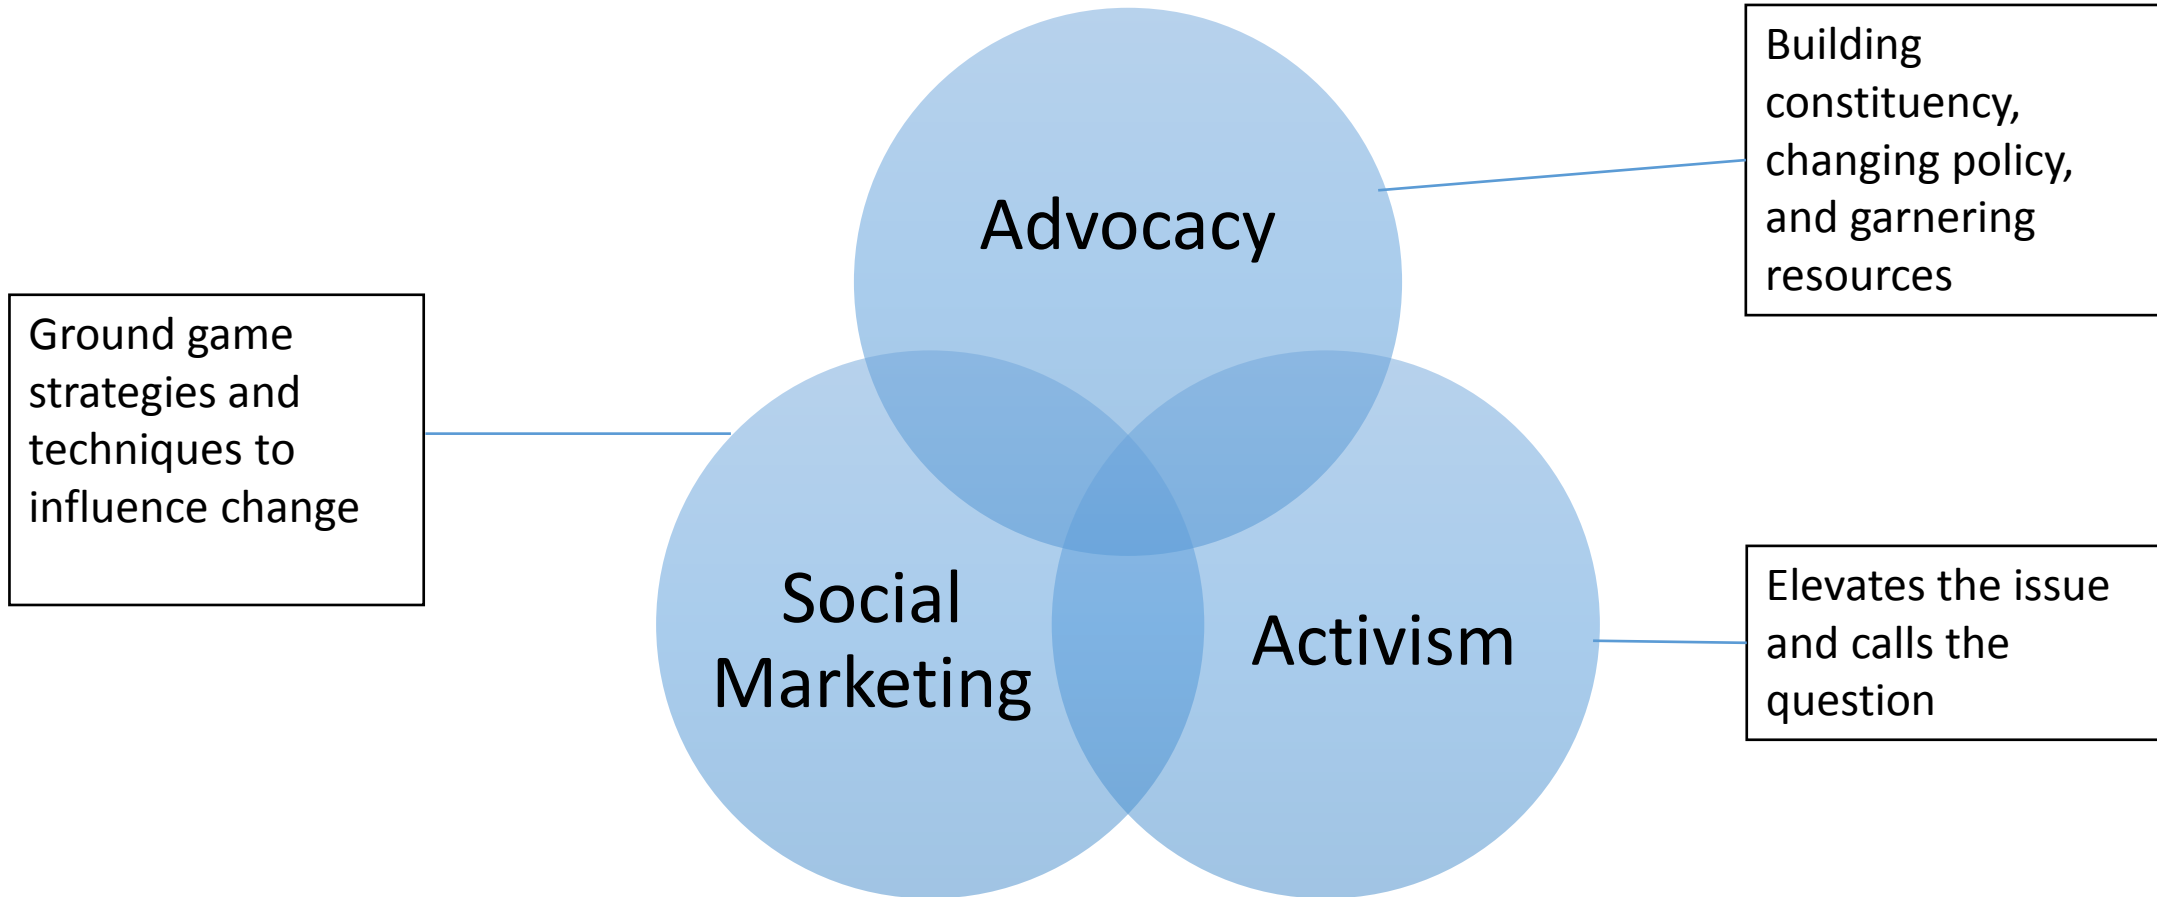 Advocacy
Building
constituency,
changing policy,
and garnering
resources
Ground game
strategies and
techniques to
influence change
Social
Marketing
Activism
Elevates the issue
and calls the
question